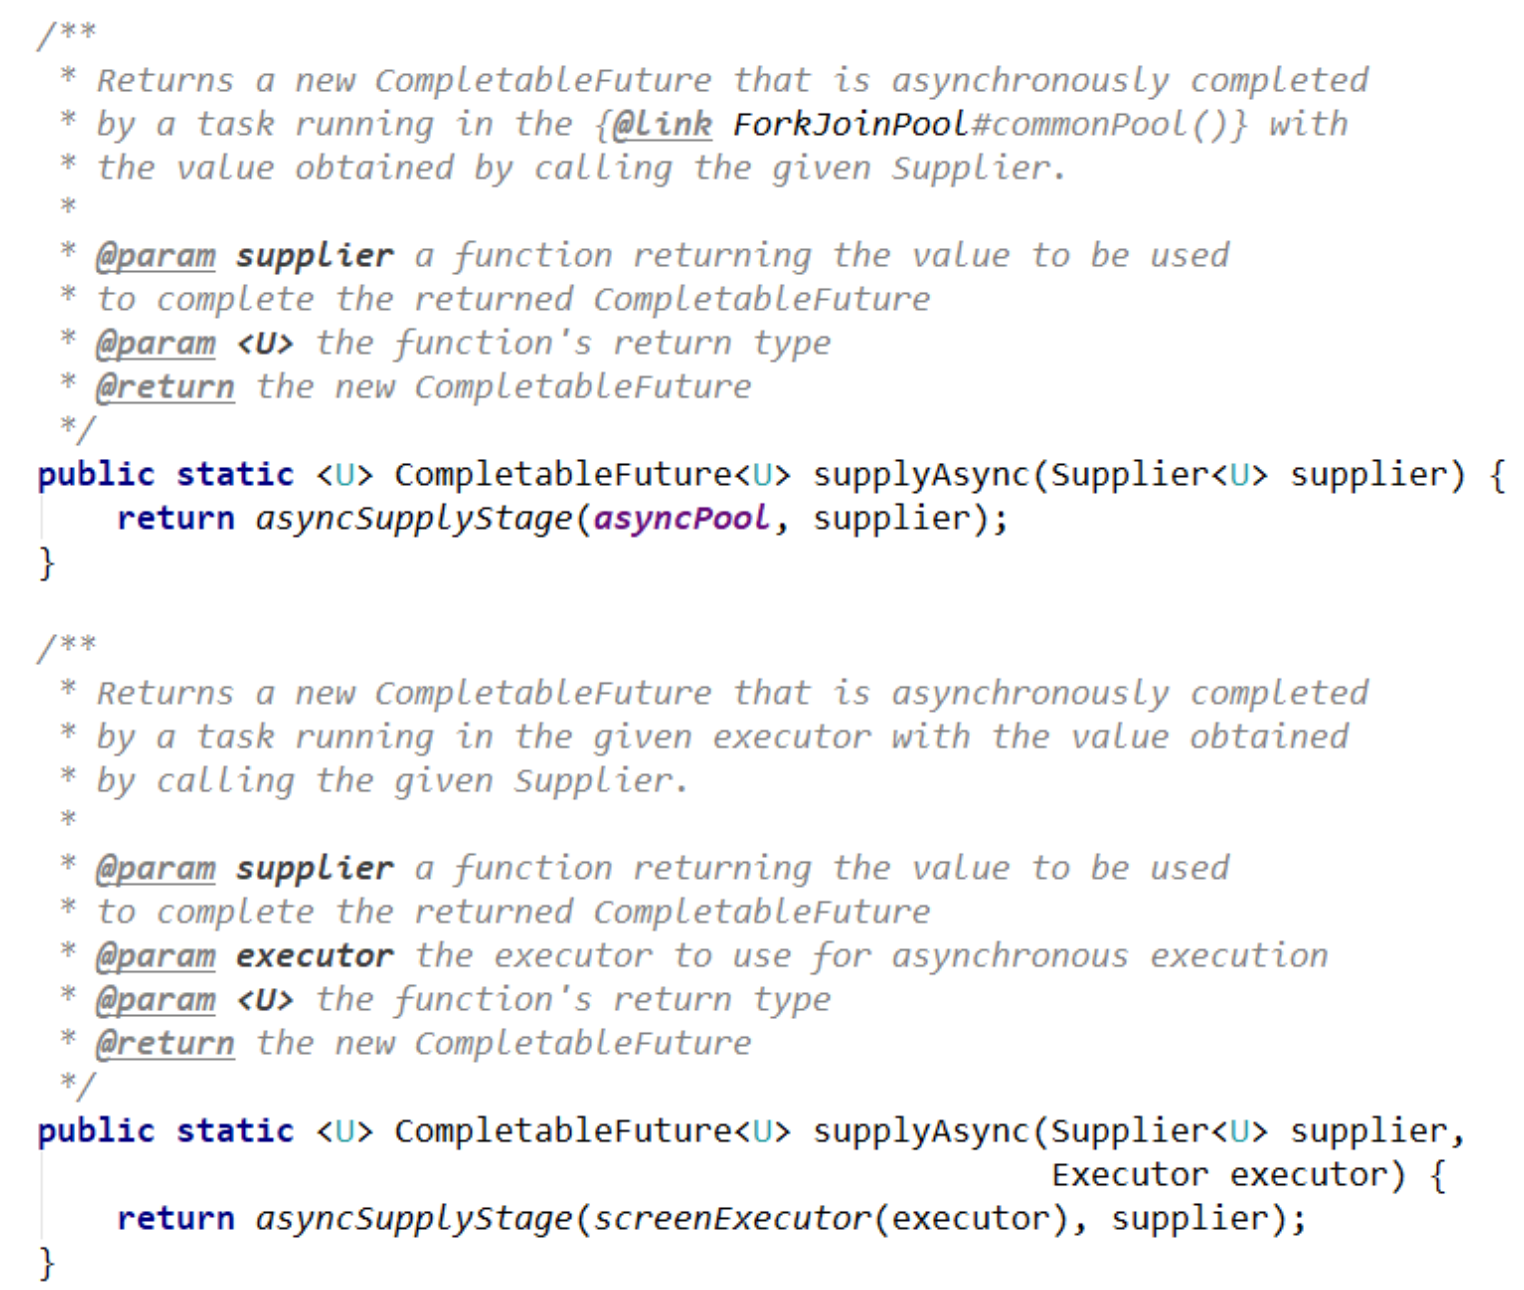 /**
 * Returns a new CompletableFuture that is asynchronously completed
 * by a task running in the {@link ForkJoinPool#commonPool()} with
 * the value obtained by calling the given Supplier.
 *
 * @param supplier a function returning the value to be used
 * to complete the returned CompletableFuture
 * @param <U> the function's return type
 * @return the new CompletableFuture
 */
public static <U> CompletableFuture<U> supplyAsync(Supplier<U> supplier) {
    return asyncSupplyStage(asyncPool, supplier);
}

/**
 * Returns a new CompletableFuture that is asynchronously completed
 * by a task running in the given executor with the value obtained
 * by calling the given Supplier.
 *
 * @param supplier a function returning the value to be used
 * to complete the returned CompletableFuture
 * @param executor the executor to use for asynchronous execution
 * @param <U> the function's return type
 * @return the new CompletableFuture
 */
public static <U> CompletableFuture<U> supplyAsync(Supplier<U> supplier,
                                                   Executor executor) {
    return asyncSupplyStage(screenExecutor(executor), supplier);
}